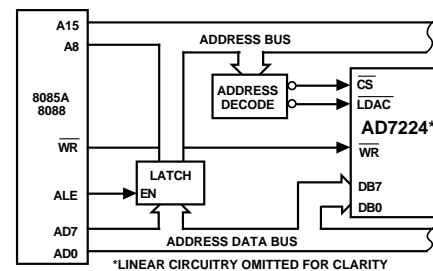 A15
A8
8085A
8088
WR
ALE
AD7
AD0
ADDRESS BUS
ADDRESS
DECODE
LATCH
EN
CS
LDAC
AD7224*
WR
DB7
DB0
ADDRESS DATA BUS
*LINEAR CIRCUITRY OMITTED FOR CLARITY